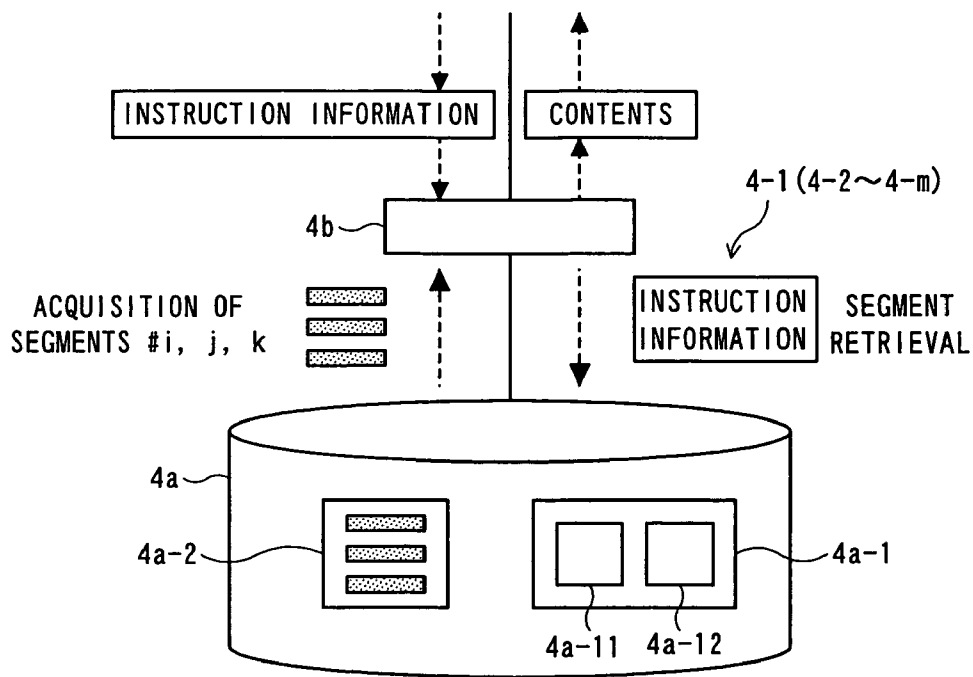 INSTRUCTION INFORMATION
CONTENTS
4-1(4-2～4-m)
4b
ACQUISITION OF
SEGMENTS #i, j, k
INSTRUCTION
INFORMATION
SEGMENT
RETRIEVAL
4a
4a-2
4a-1
4a-11
4a-12